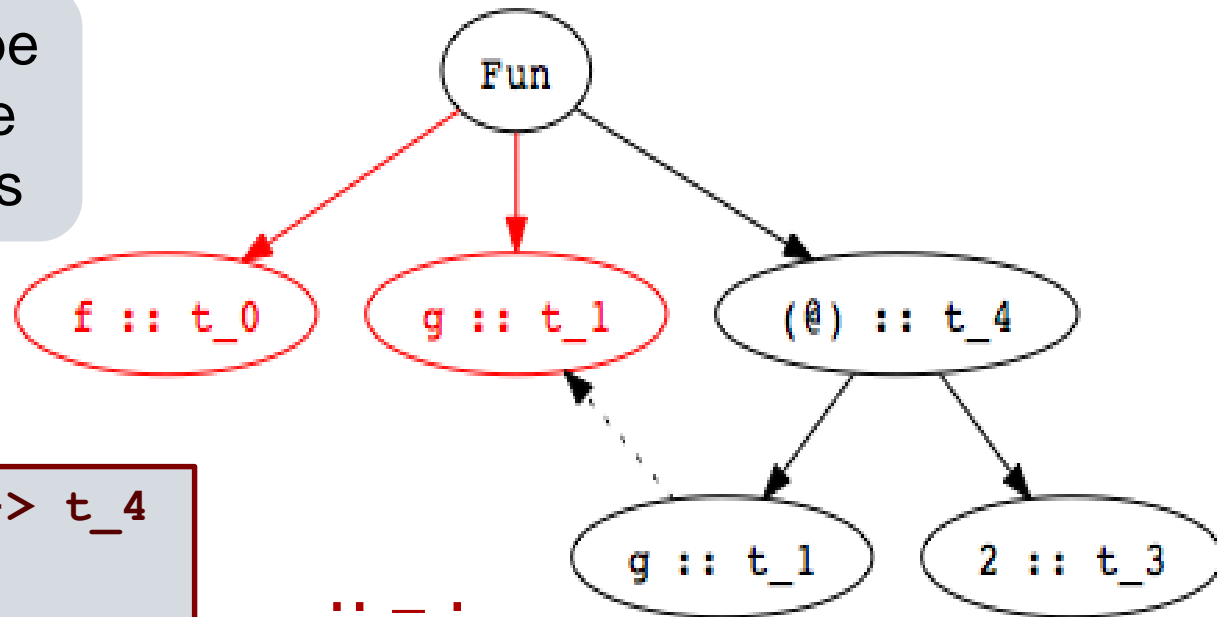 Fun
f :: t_0
g :: t_1
(@) :: t_4
> t_4
g :: t_1
2 :: t_3